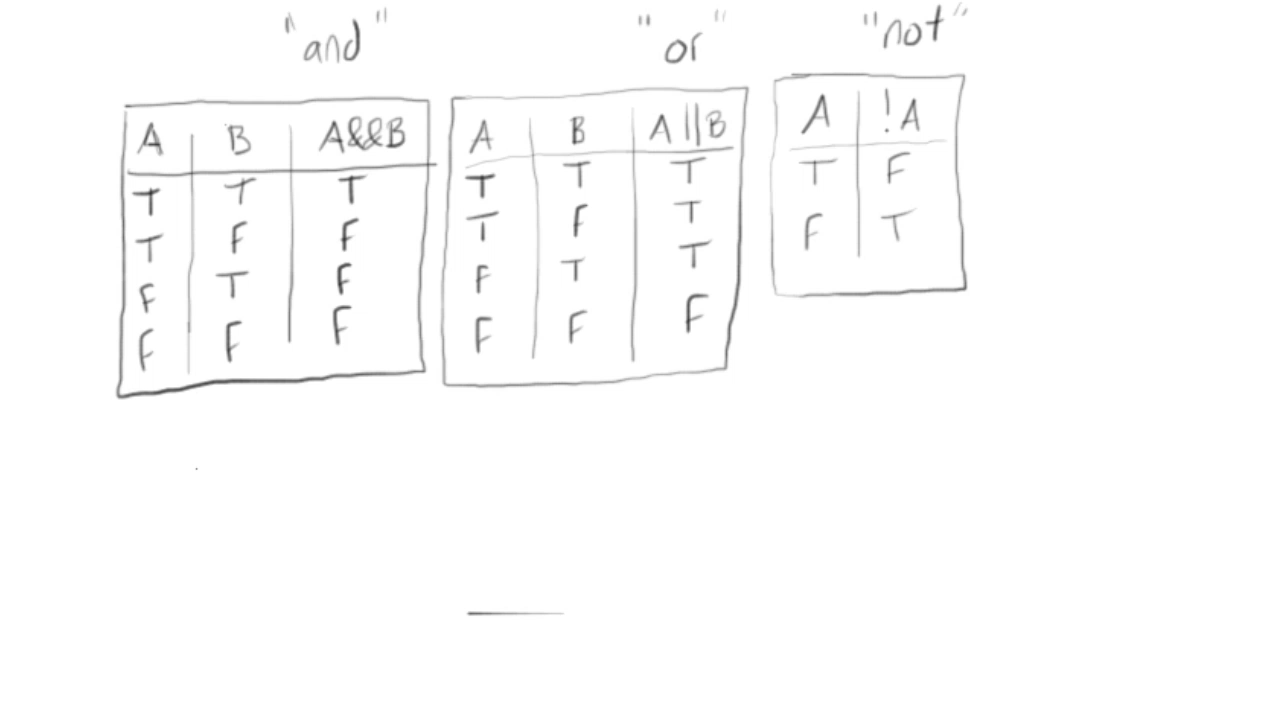 "and" "or" "not"
A B A&&B
T T T
T F F
F T F
F F F
A B A||B
T T T
T F T
F T T
F F F
A !A
T F
F T